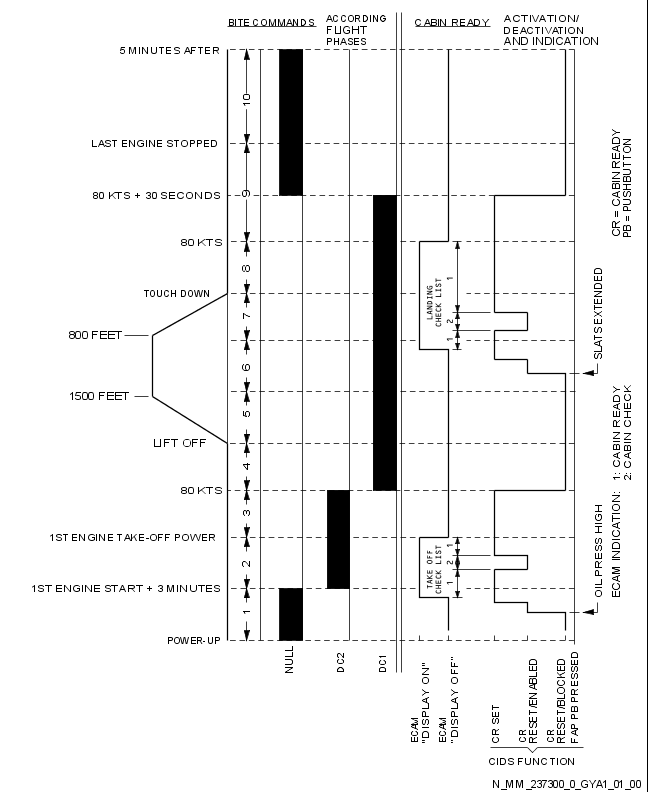 BITE COMMANDS
ACCORDING
FLIGHT
PHASES
CABIN READY
ACTIVATION/
DEACTIVATION
AND INDICATION
5 MINUTES AFTER
LAST ENGINE STOPPED
80 KTS + 30 SECONDS
80 KTS
TOUCH DOWN
800 FEET
1500 FEET
LIFT OFF
80 KTS
1ST ENGINE TAKE-OFF POWER
1ST ENGINE START + 3 MINUTES
POWER-UP
10
9
8
7
6
5
4
3
2
1
NULL
DC2
DC1
LANDING
CHECK LIST
1
2
1
TAKE OFF
CHECK LIST
1
2
1
ECAM
"DISPLAY ON"
ECAM
"DISPLAY OFF"
CR SET
CR
RESET/ENABLED
CR
RESET/BLOCKED
FAP PB PRESSED
CIDS FUNCTION
CR = CABIN READY
PB = PUSHBUTTON
SLATS EXTENDED
OIL PRESS HIGH
ECAM INDICATION: 1: CABIN READY
2: CABIN CHECK
N_MM_237300_0_GYA1_01_00